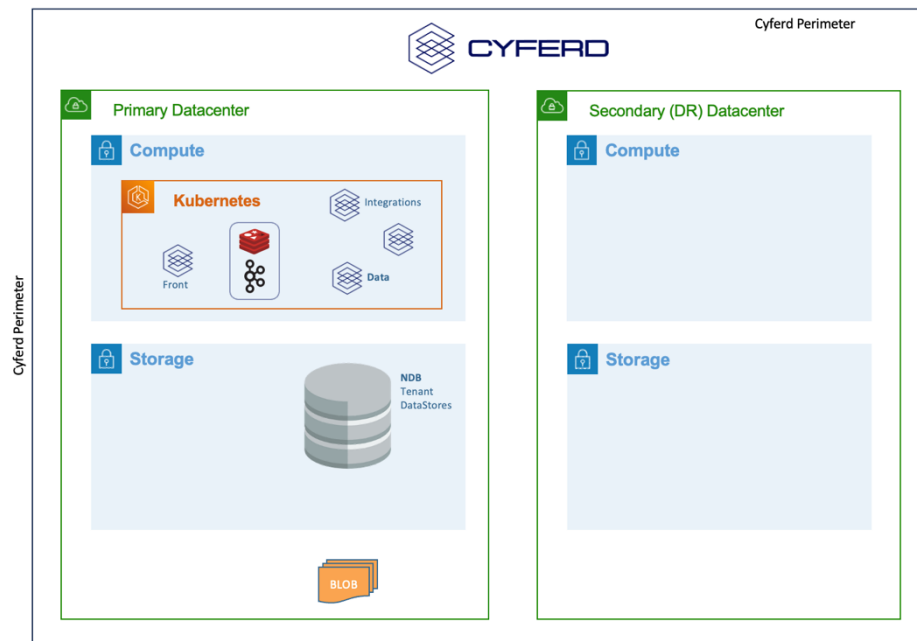 Cyferd Perimeter
CYFERD
Cyferd Perimeter
Primary Datacenter
Compute
Kubernetes
Integrations
Front
Data
Storage
NDB
Tenant
DataStores
BLOB
Secondary (DR) Datacenter
Compute
Storage